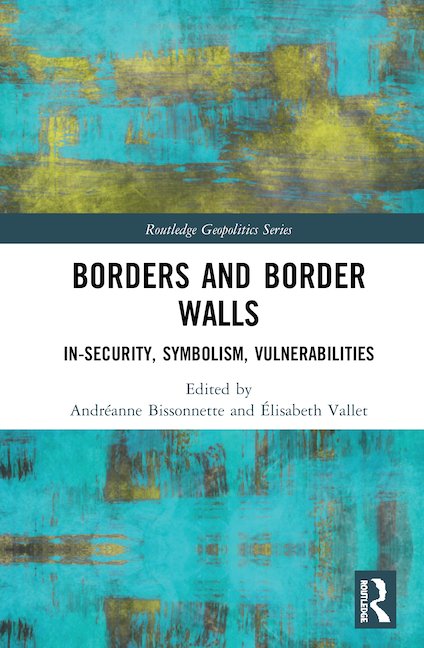 Routledge Geopolitics Series
BORDERS AND BORDER
WALLS
IN-SECURITY, SYMBOLISM, VULNERABILITIES
Edited by
Andréanne Bissonnette and Élisabeth Vallet
ROUTLEDGE